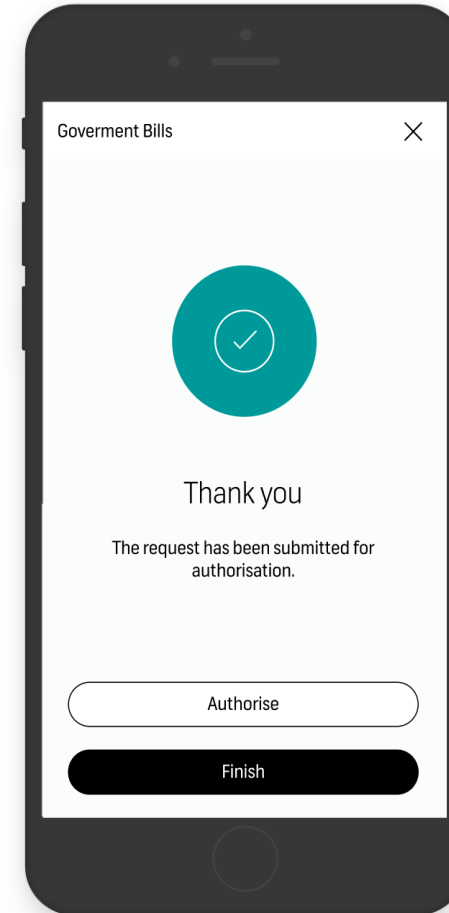 Goverment Bills
Thank you
The request has been submitted for
authorisation.
Authorise
Finish